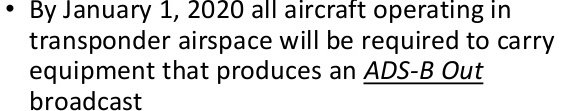 • By January 1, 2020 all aircraft operating in
transponder airspace will be required to carry
equipment that produces an ADS-B Out
broadcast